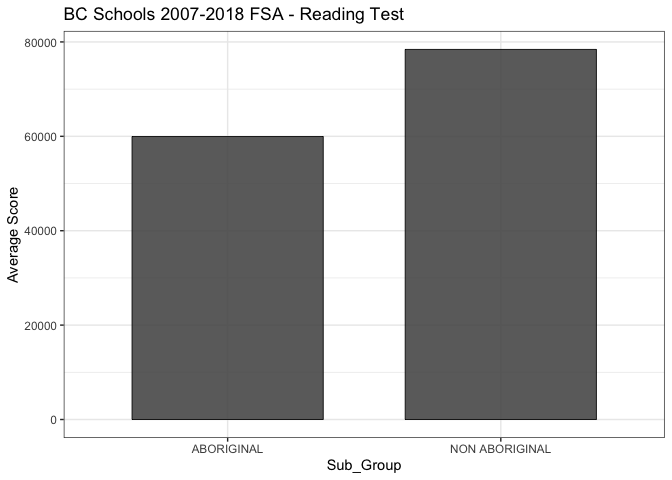 BC Schools 2007-2018 FSA - Reading Test
80000
60000
40000
20000
0
Average Score
ABORIGINAL
NON ABORIGINAL
Sub_Group